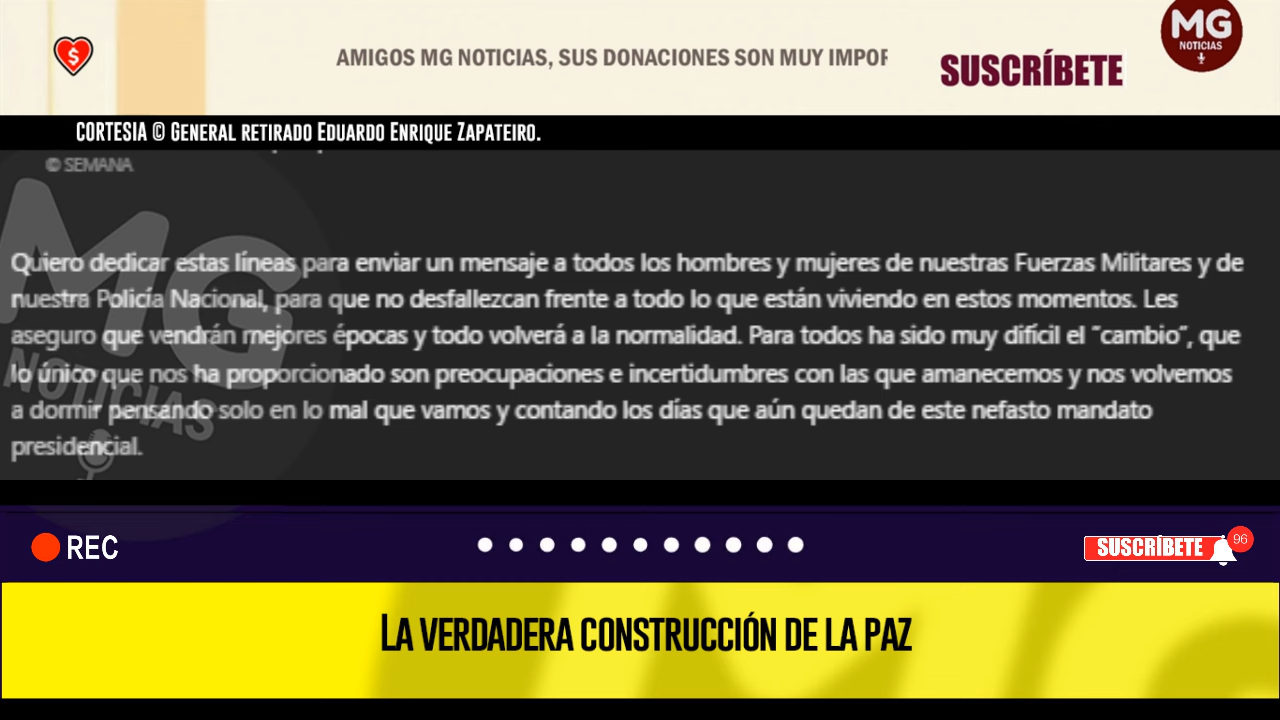 AMIGOS MG NOTICIAS, SUS DONACIONES SON MUY IMPOR
SUSCRÍBETE
MG
NOTICIAS
CORTESIA © GENERAL RETIRADO EDUARDO ENRIQUE ZAPATEIRO.
© SEMANA
MG
NOTICIAS
Quiero dedicar estas líneas para enviar un mensaje a todos los hombres y mujeres de nuestras Fuerzas Militares y de
nuestra Policía Nacional, para que no desfallezcan frente a todo lo que están viviendo en estos momentos. Les
aseguro que vendrán mejores épocas y todo volverá a la normalidad. Para todos ha sido muy difícil el “cambio”, que
lo único que nos ha proporcionado son preocupaciones e incertidumbres con las que amanecemos y nos volvemos
a dormir pensando solo en lo mal que vamos y contando los días que aún quedan de este nefasto mandato
presidencial.
REC
SUSCRÍBETE
96
LA VERDADERA CONSTRUCCIÓN DE LA PAZ